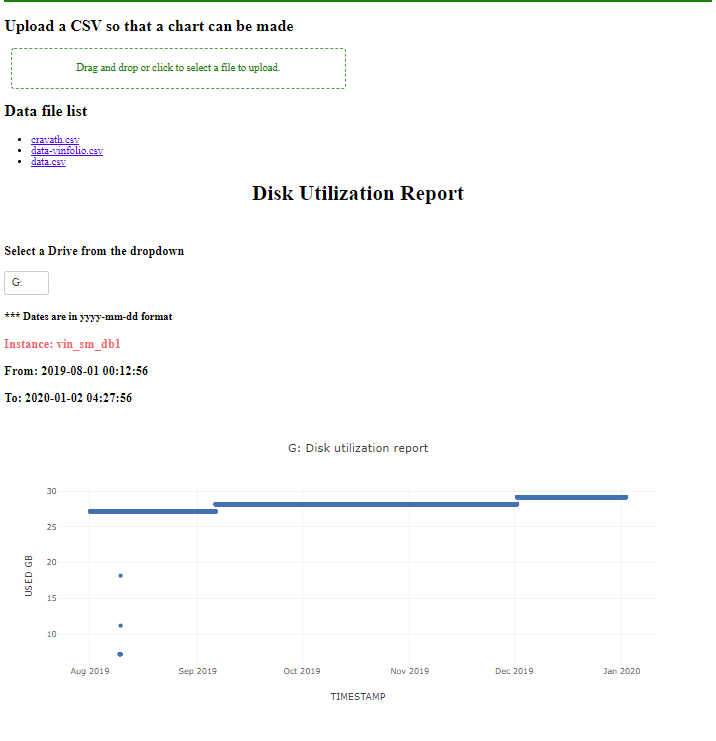 Upload a CSV so that a chart can be made
Drag and drop or click to select a file to upload.
Data file list
cravath.csv
data-vinfolio.csv
data.csv
Disk Utilization Report
Select a Drive from the dropdown
G:
*** Dates are in yyyy-mm-dd format
Instance: vin_sm_db1
From: 2019-08-01 00:12:56
To: 2020-01-02 04:27:56
G: Disk utilization report
30
25
20
15
10
USED GB
Aug 2019 Sep 2019 Oct 2019 Nov 2019 Dec 2019 Jan 2020
TIMESTAMP